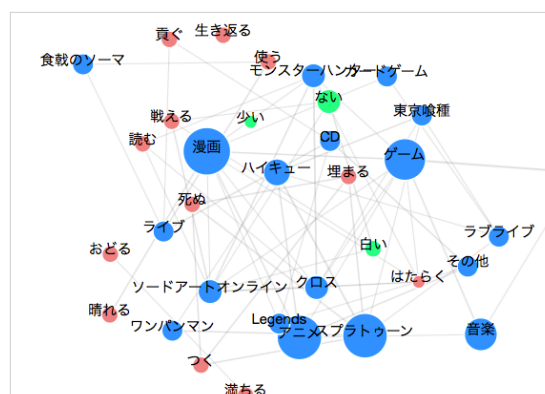 生き返る
貢ぐ
食戟のソーマ
使う
モンスターハンター
カードゲーム
ない
戦える
少い
東京喰種
読む
漫画
CD
ゲーム
ハイキュー
埋まる
死ぬ
ライブ
ラブライブ
白い
おどる
その他
はたらく
ソードアートオンライン
クロス
晴れる
Legends
ワンパンマン
アニメ
スプラトゥーン
音楽
つく
満ちる